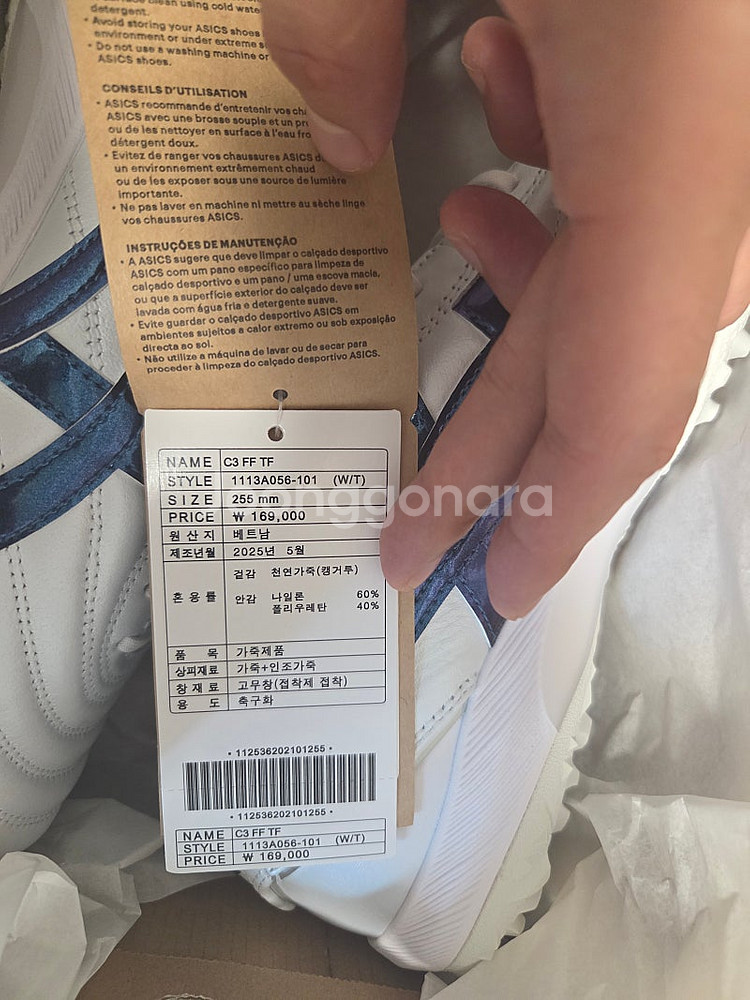 detergent.
• Avoid storing your ASICS shoes
environment or under extreme
• Do not use a washing machine or
ASICS shoes.
CONSEILS D'UTILISATION
• ASICS recommande d'entretenir vos
ASICS avec une brosse souple et un
ou de les nettoyer en surface à l'eau
détergent doux.
• Evitez de ranger vos chaussures ASICS
un environnement extrêmement chaud
ou de les exposer sous une source de lumière
importante.
• Ne pas laver en machine ni mettre au sèche linge
vos chaussures ASICS.
INSTRUÇÕES DE MANUTENÇÃO
• A ASICS sugere que deve limpar o calçado desportivo
ASICS com um pano específico para limpeza de
calçado desportivo e um pano / uma escova macia,
ou que a superfície exterior do calçado deve ser
lavada com água fria e detergente suave.
• Evite guardar o calçado desportivo ASICS em
ambientes sujeitos a calor extremo ou sob exposição
directa ao sol.
• Não utilize a máquina de lavar ou de secar para
proceder à limpeza do calçado desportivo ASICS.
NAME C3 FF TF
STYLE 1113A056-101 (W/T)
SIZE 255 mm
PRICE ₩ 169,000
원산지 베트남
제조년월 2025년 5월
혼용률 겉감 천연가죽(캥거루)
안감 나일론 60%
폴리우레탄 40%
품목 가죽제품
상피재료 가죽+인조가죽
창재료 고무창(접착제 접착)
용도 축구화
• 112536202101255 •
• 112536202101255 •
NAME C3 FF TF
STYLE 1113A056-101 (W/T)
PRICE ₩ 169,000